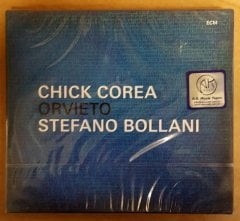 ECM
CHICK COREA
ORVIETO
STEFANO BOLLANI